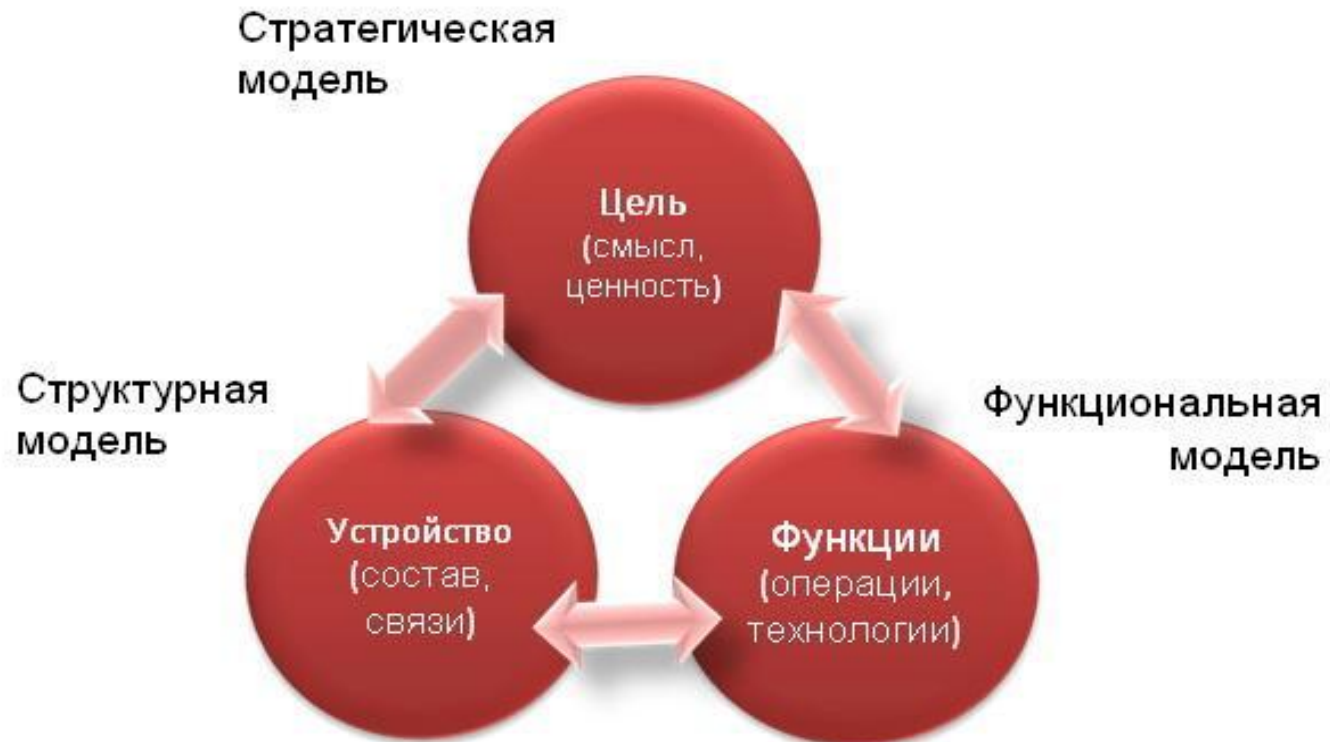 Стратегическая
модель
Цель
(смысл,
ценность)
Структурная
модель
Функциональная
модель
Устройство
(состав,
связи)
Функции
(операции,
технологии)